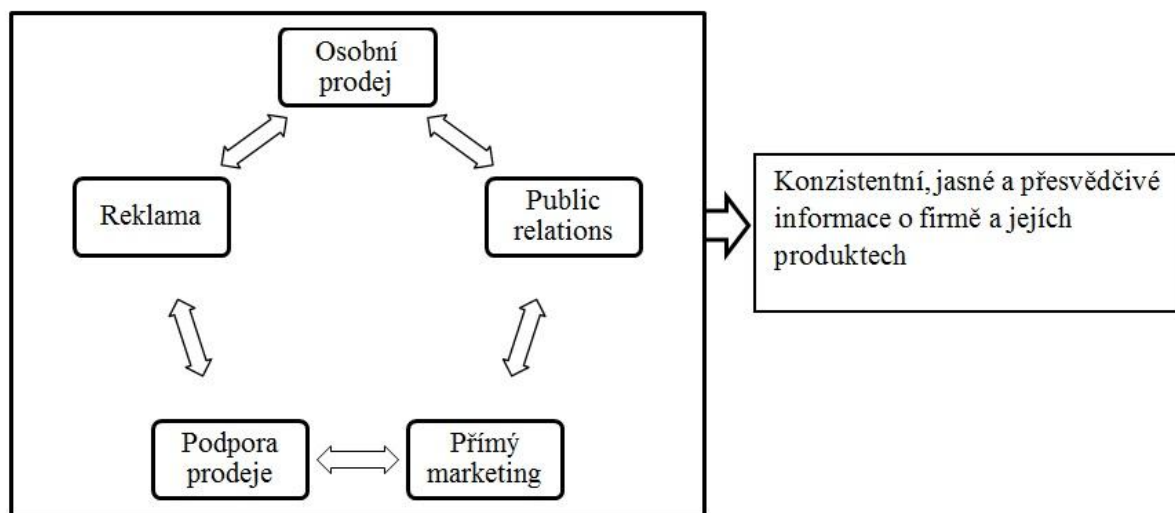 Osobní
prodej
Reklama
Public
relations
Konzistentní, jasné a přesvědčivé
informace o firmě a jejích
produktech
Podpora
prodeje
Přímý
marketing